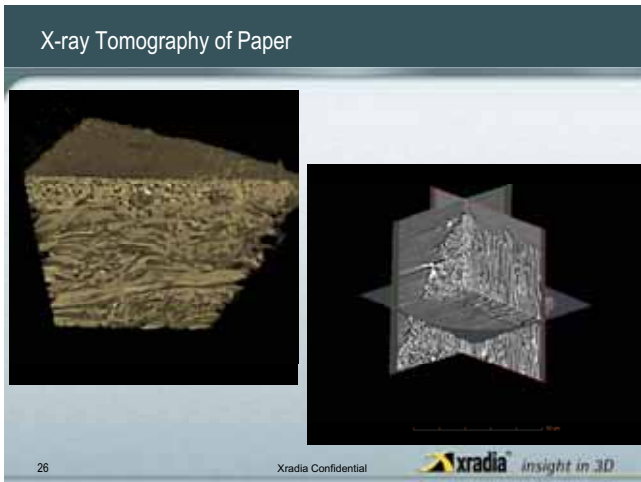 X-ray Tomography of Paper
26
Xradia Confidential
xradia insight in 3D